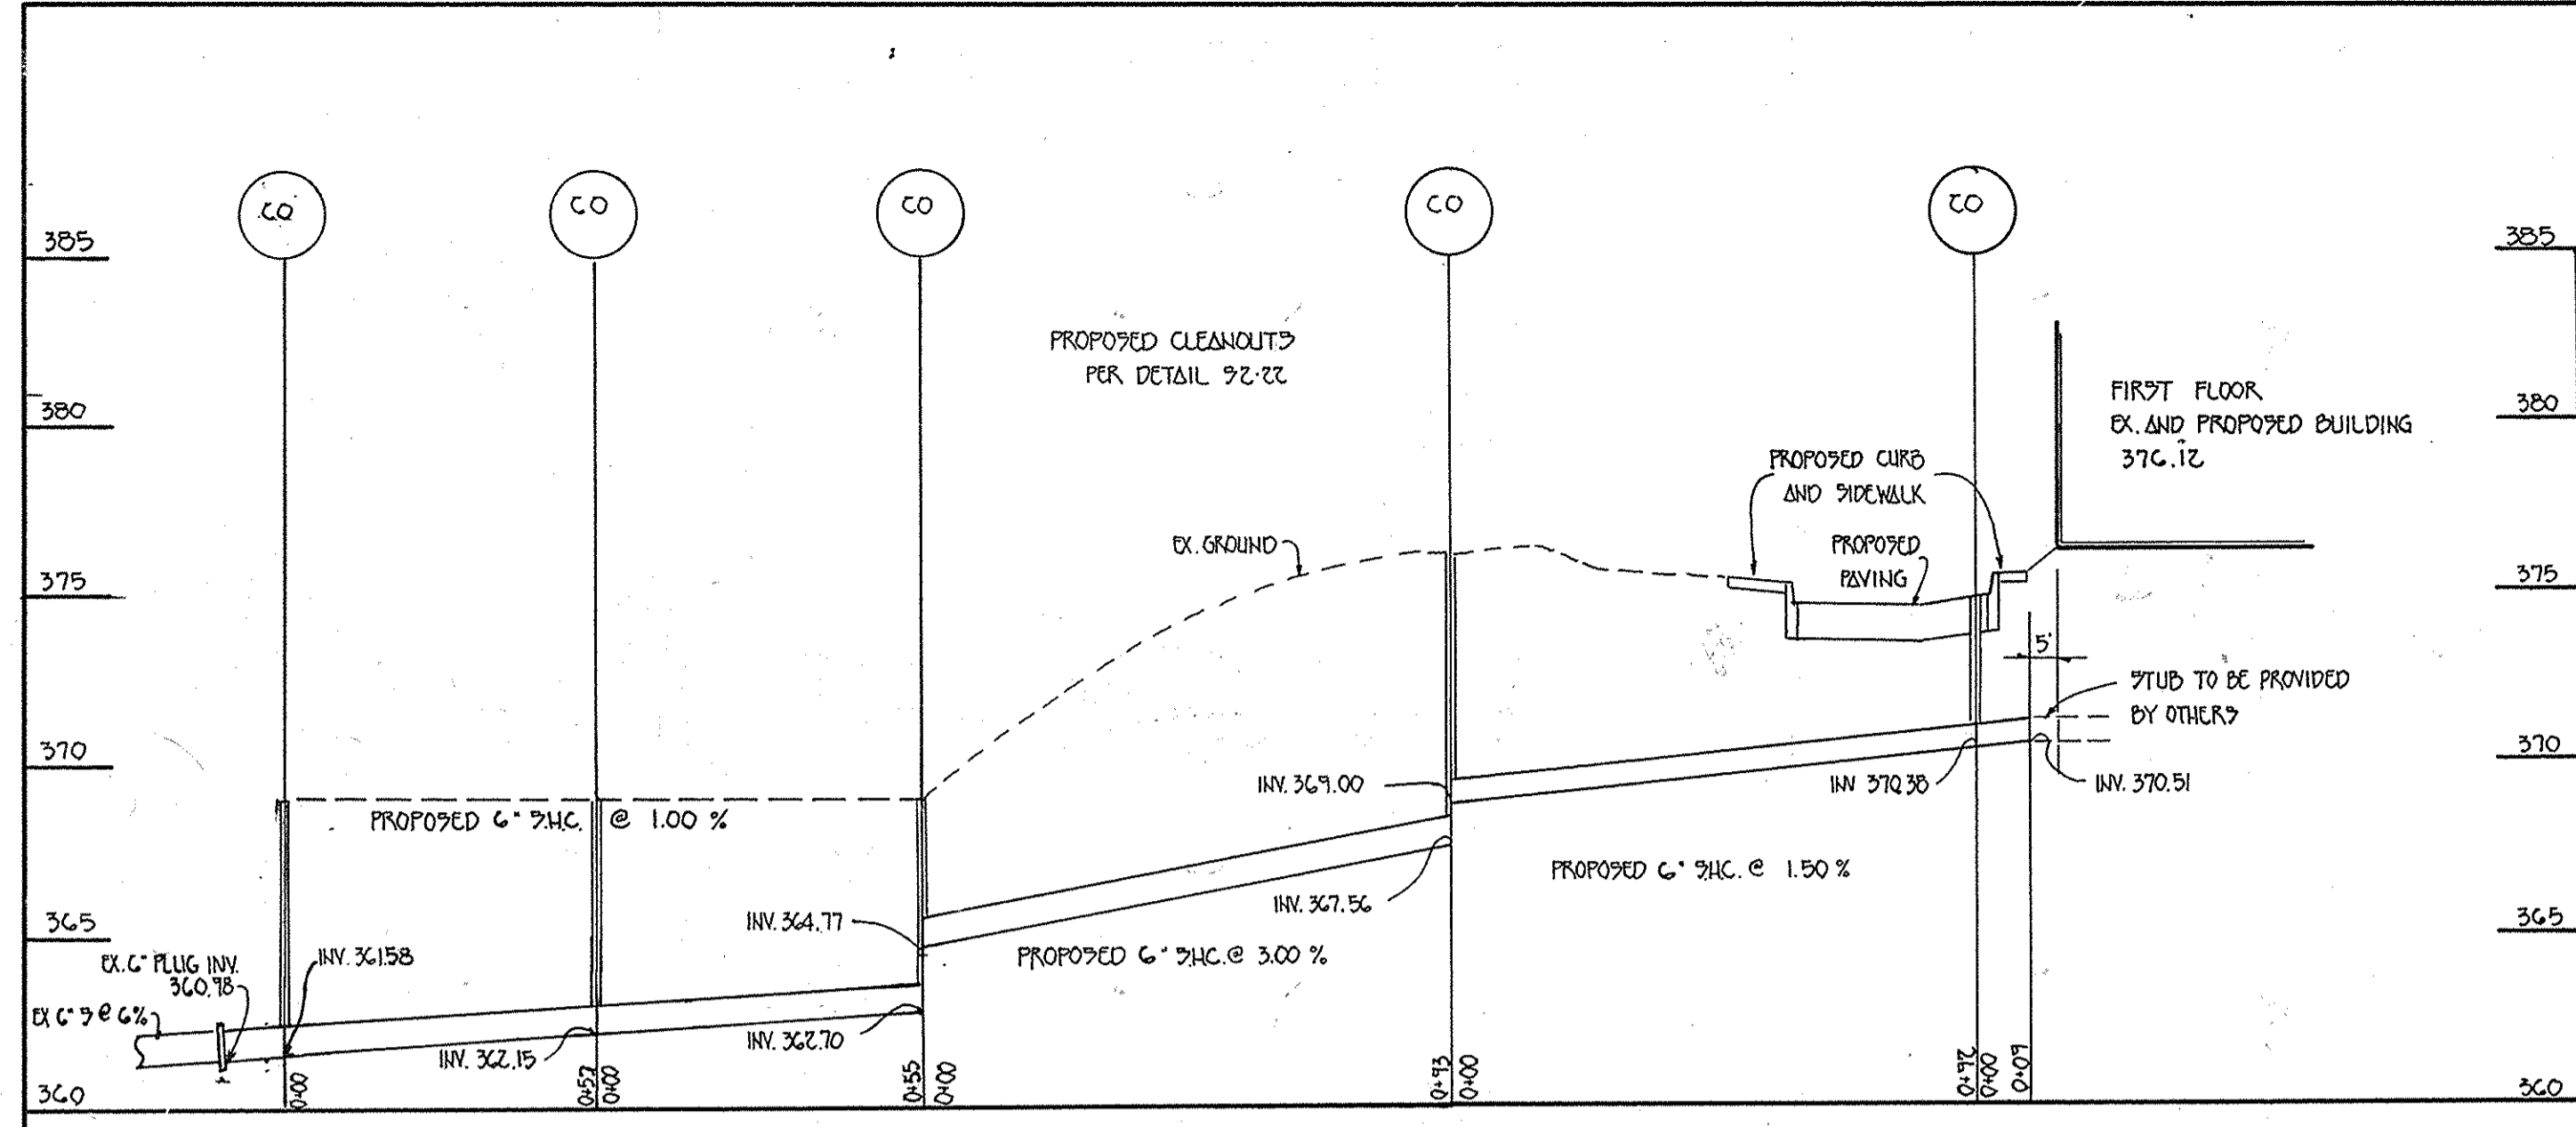 CO
CO
CO
CO
CO
385
385
PROPOSED CLEANOUTS
PER DETAIL S2-22
380
380
FIRST FLOOR
EX. AND PROPOSED BUILDING
376.12
PROPOSED CURB
AND SIDEWALK
EX. GROUND
PROPOSED
PAVING
375
375
5'
STUB TO BE PROVIDED
BY OTHERS
370
370
INV. 369.00
INV 370.38
INV. 370.51
PROPOSED 6" S.H.C. @ 1.00 %
PROPOSED 6" S.H.C. @ 1.50 %
INV. 367.56
INV. 364.77
365
365
PROPOSED 6" S.H.C. @ 3.00 %
EX. 6" PLUG INV.
360.98
INV. 361.58
EX 6" S @ 6%
INV. 362.15
INV. 362.70
0+00
0+57
0+00
0+55
0+00
0+93
0+00
0+92
0+00
0+09
360
360